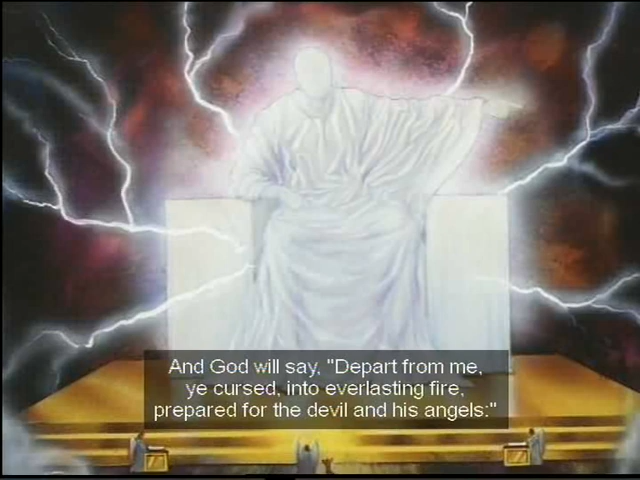 And God will say, "Depart from me,
ye cursed, into everlasting fire,
prepared for the devil and his angels:"